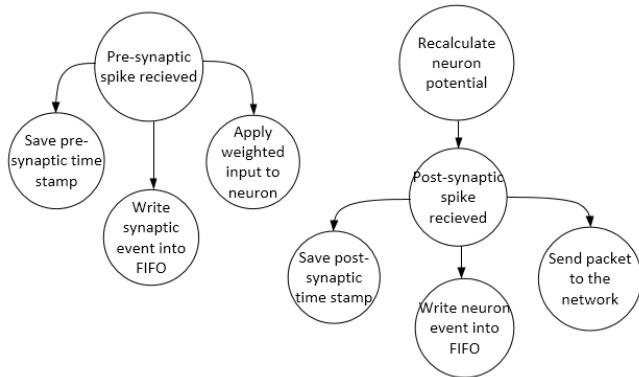 Pre-synaptic
spike recieved
Save pre-
synaptic time
stamp
Write
synaptic
event into
FIFO
Apply
weighted
input to
neuron
Recalculate
neuron
potential
Post-synaptic
spike
recieved
Save post-
synaptic
time stamp
Write neuron
event into
FIFO
Send packet
to the
network